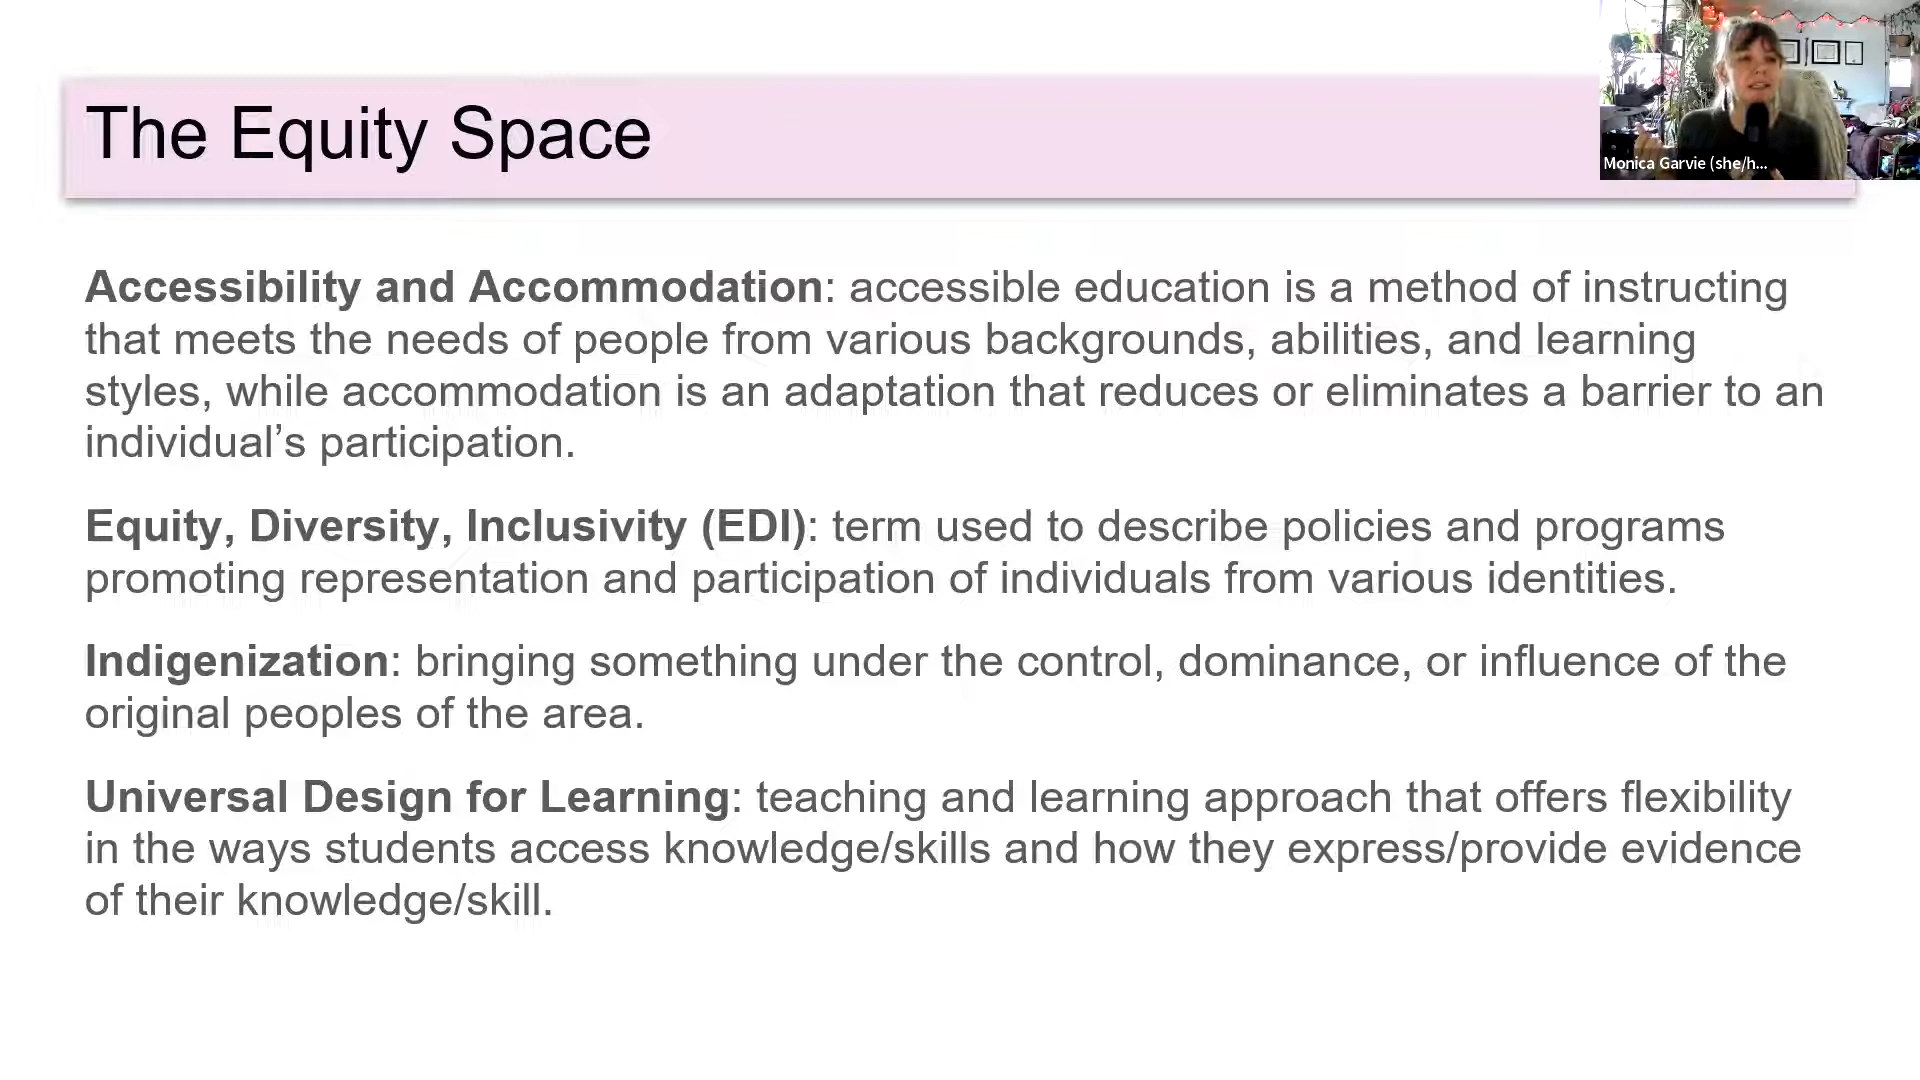 The Equity Space
Monica Garvie (she/h...
Accessibility and Accommodation: accessible education is a method of instructing
that meets the needs of people from various backgrounds, abilities, and learning
styles, while accommodation is an adaptation that reduces or eliminates a barrier to an
individual’s participation.
Equity, Diversity, Inclusivity (EDI): term used to describe policies and programs
promoting representation and participation of individuals from various identities.
Indigenization: bringing something under the control, dominance, or influence of the
original peoples of the area.
Universal Design for Learning: teaching and learning approach that offers flexibility
in the ways students access knowledge/skills and how they express/provide evidence
of their knowledge/skill.